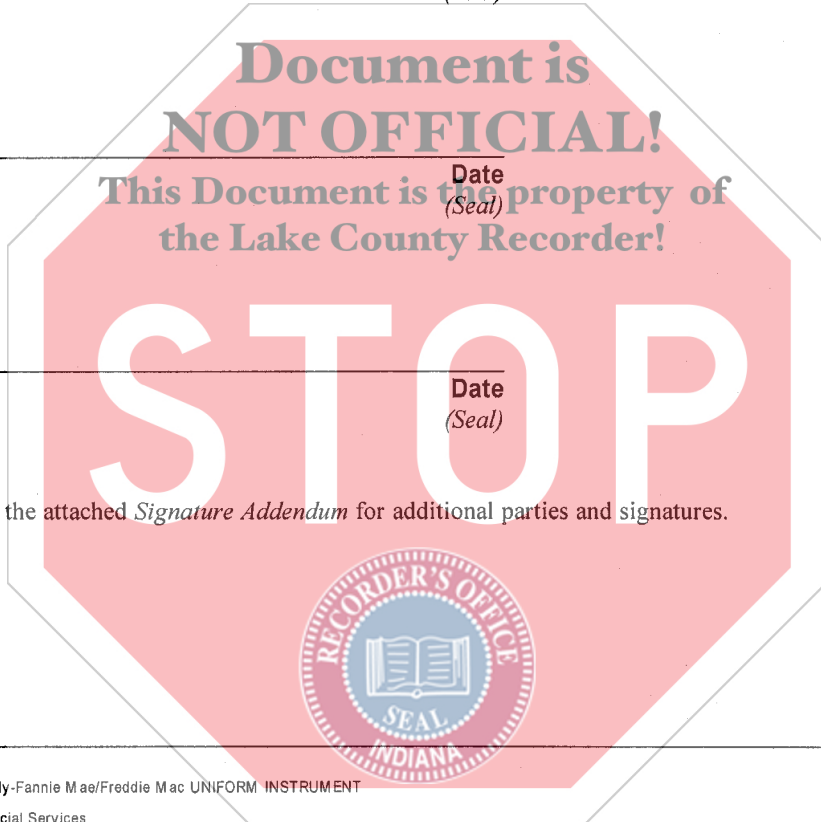 Document is
NOT OFFICIAL!
Date
This Document is the property of
(Seal)
the Lake County Recorder!
STOP
Date
(Seal)
the attached Signature Addendum for additional parties and signatures.
RECORDER'S OFFICE
SEAL
INDIANA
ly-Fannie Mae/Freddie Mac UNIFORM INSTRUMENT
cial Services